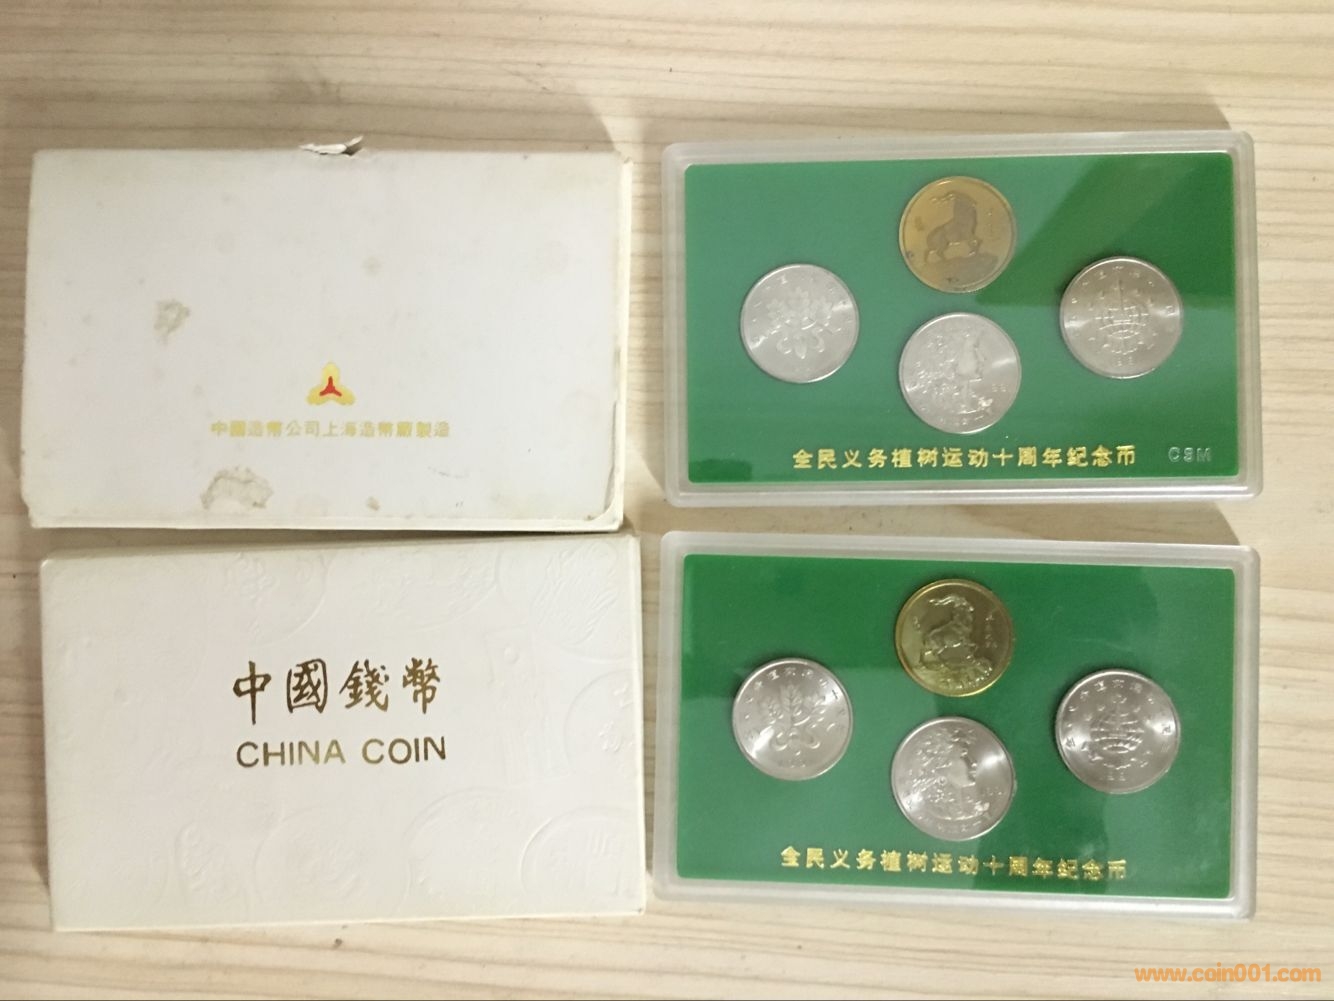 中國造幣公司上海造幣廠製造
中國錢幣
CHINA COIN
全民义务植树运动十周年纪念币
CSM
全民义务植树运动十周年纪念币
www.coin001.com